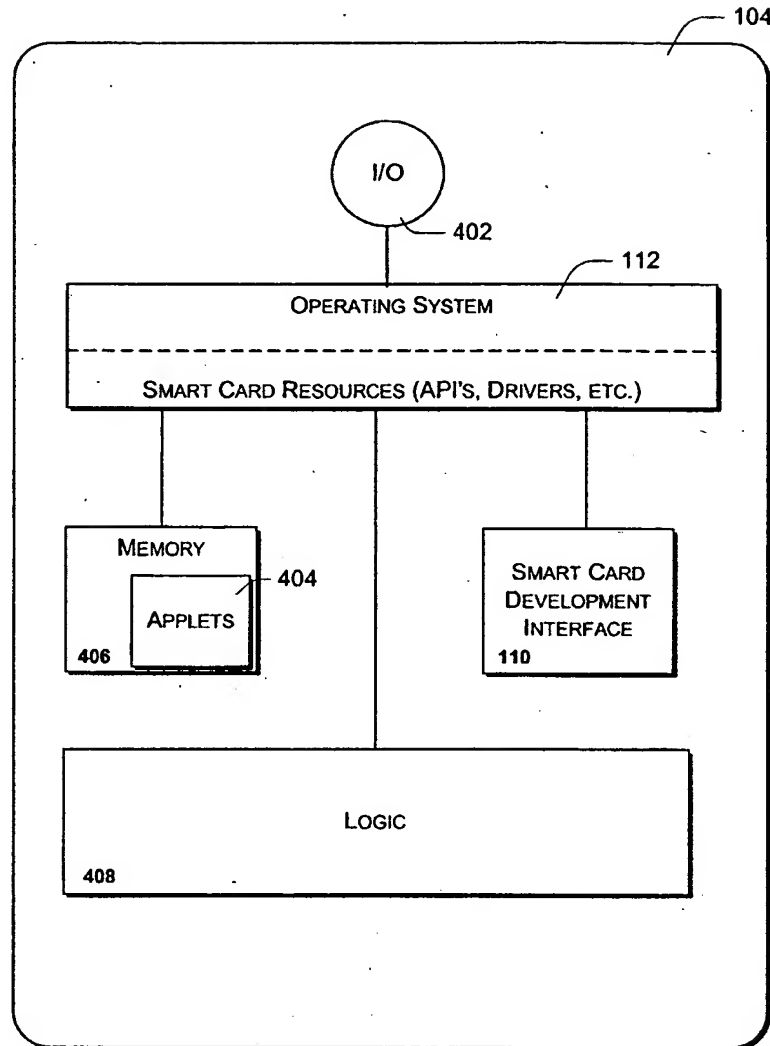 104
I/O
402
112
OPERATING SYSTEM
SMART CARD RESOURCES (API'S, DRIVERS, ETC.)
MEMORY
404
APPLETS
406
SMART CARD
DEVELOPMENT
INTERFACE
110
LOGIC
408